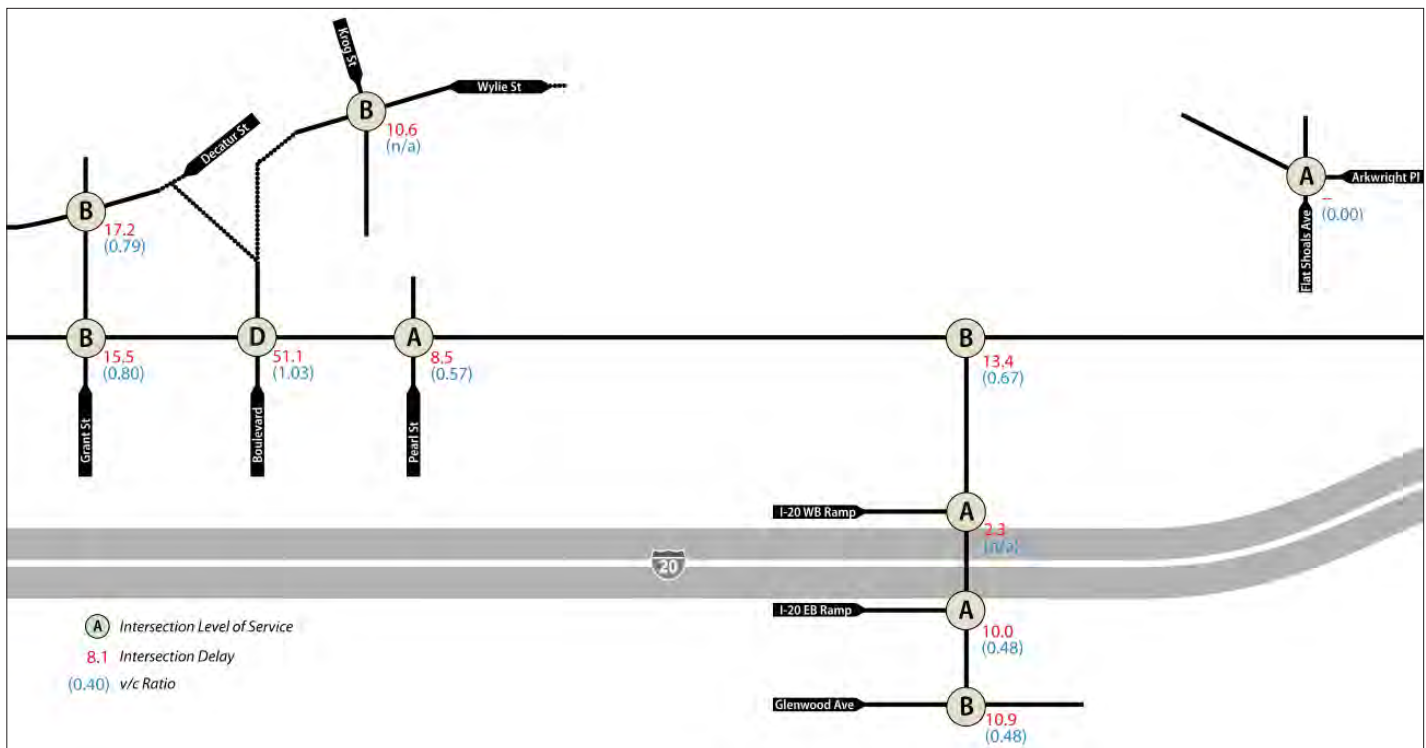 Krog St
Wylie St
B
10.6
(n/a)
Decatur St
B
17.2
(0.79)
A
Arkwright Pl
–
(0.00)
Flat Shoals Ave
B
15.5
(0.80)
D
51.1
(1.03)
A
8.5
(0.57)
B
13.4
(0.67)
Grant St
Boulevard
Pearl St
I-20 WB Ramp
A
2.3
(n/a)
20
I-20 EB Ramp
A
10.0
(0.48)
Glenwood Ave
B
10.9
(0.48)
A Intersection Level of Service
8.1 Intersection Delay
(0.40) v/c Ratio